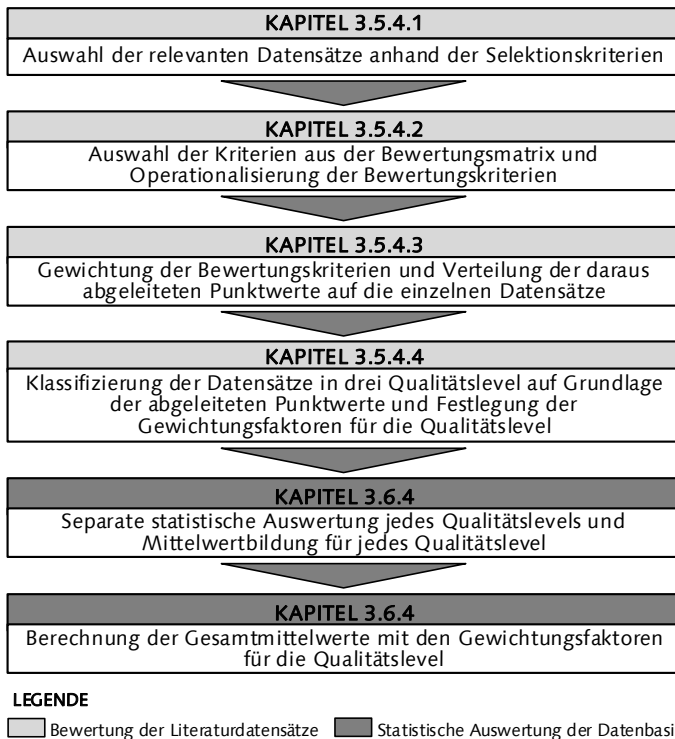 KAPITEL 3.5.4.1
Auswahl der relevanten Datensätze anhand der Selektionskriterien
KAPITEL 3.5.4.2
Auswahl der Kriterien aus der Bewertungsmatrix und
Operationalisierung der Bewertungskriterien
KAPITEL 3.5.4.3
Gewichtung der Bewertungskriterien und Verteilung der daraus
abgeleiteten Punktwerte auf die einzelnen Datensätze
KAPITEL 3.5.4.4
Klassifizierung der Datensätze in drei Qualitätslevel auf Grundlage
der abgeleiteten Punktwerte und Festlegung der
Gewichtungsfaktoren für die Qualitätslevel
KAPITEL 3.6.4
Separate statistische Auswertung jedes Qualitätslevels und
Mittelwertbildung für jedes Qualitätslevel
KAPITEL 3.6.4
Berechnung der Gesamtmittelwerte mit den Gewichtungsfaktoren
für die Qualitätslevel
LEGENDE
Bewertung der Literaturdatensätze Statistische Auswertung der Datenbasi